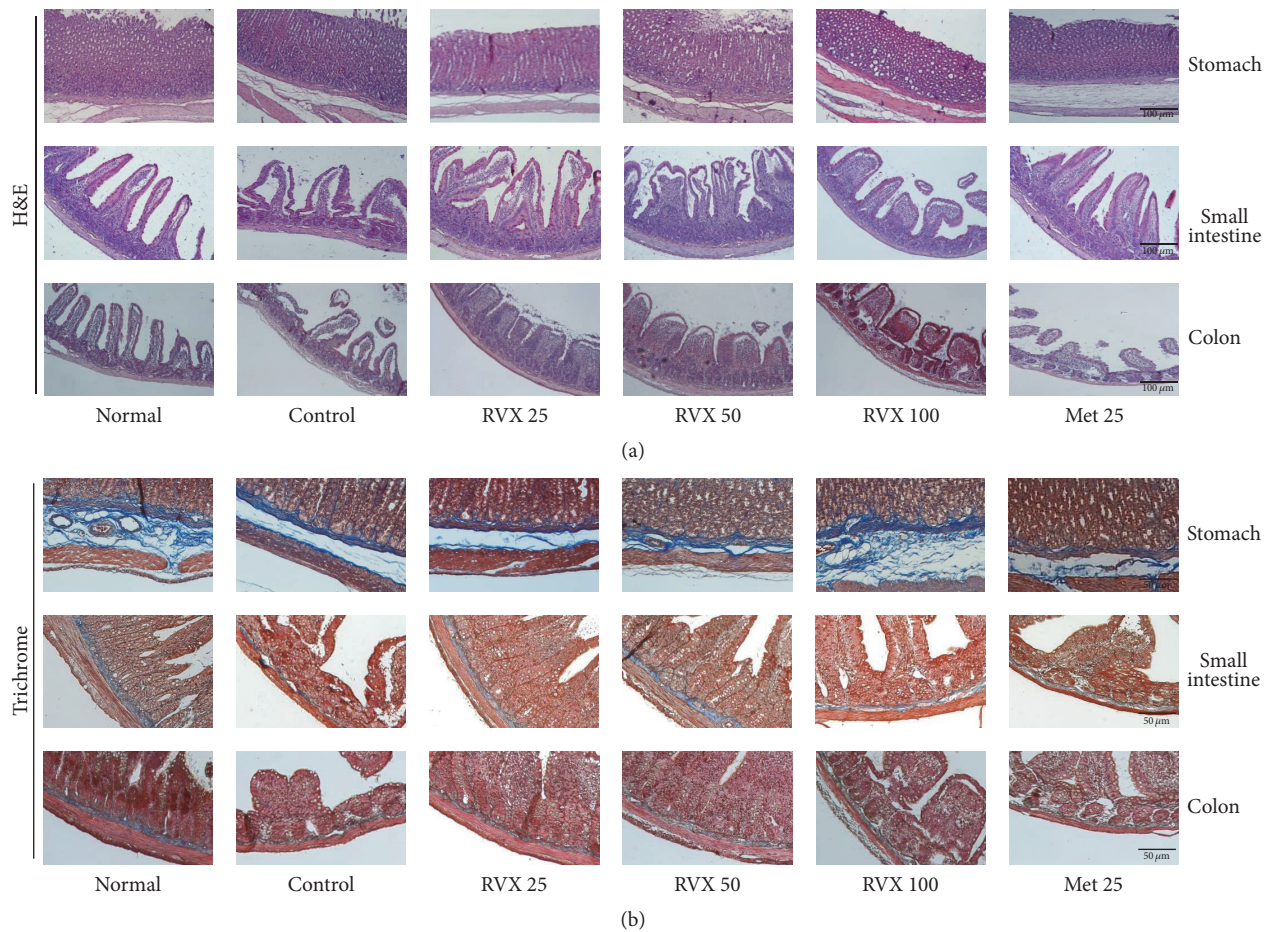 H&E
Stomach
100 μm
Small
intestine
100 μm
Colon
100 μm
Normal Control RVX 25 RVX 50 RVX 100 Met 25
(a)
Trichrome
Stomach
Small
intestine
50 μm
Colon
50 μm
Normal Control RVX 25 RVX 50 RVX 100 Met 25
(b)